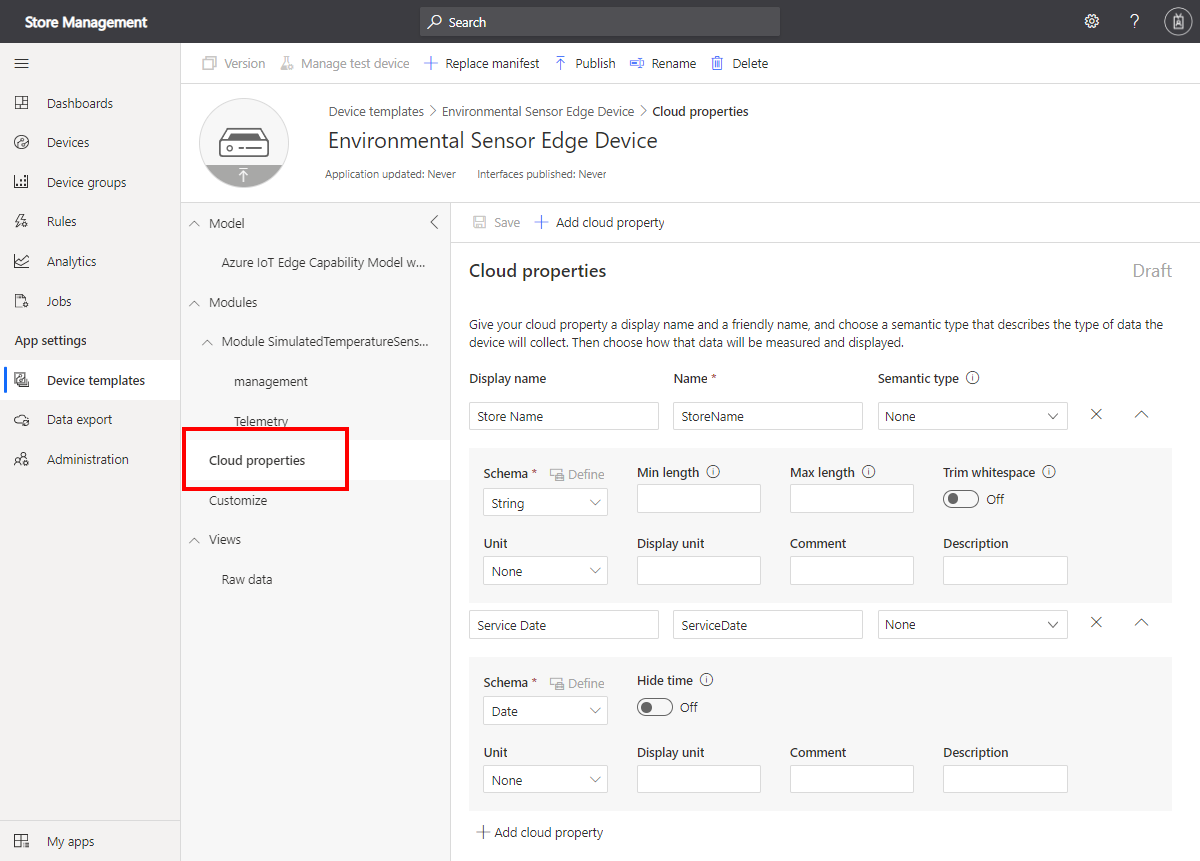 Store Management
Search
?
Version
Manage test device
Replace manifest
Publish
Rename
Delete
Dashboards
Devices
Device groups
Rules
Analytics
Jobs
App settings
Device templates
Data export
Administration
My apps
Device templates > Environmental Sensor Edge Device > Cloud properties
Environmental Sensor Edge Device
Application updated: Never Interfaces published: Never
Model
Azure IoT Edge Capability Model w...
Modules
Module SimulatedTemperatureSens...
management
Telemetry
Cloud properties
Customize
Views
Raw data
Save
Add cloud property
Cloud properties
Draft
Give your cloud property a display name and a friendly name, and choose a semantic type that describes the type of data the
device will collect. Then choose how that data will be measured and displayed.
Display name Name * Semantic type
Store Name StoreName None
Schema * Define Min length Max length Trim whitespace
String Off
Unit Display unit Comment Description
None
Service Date ServiceDate None
Schema * Define Hide time
Date Off
Unit Display unit Comment Description
None
Add cloud property